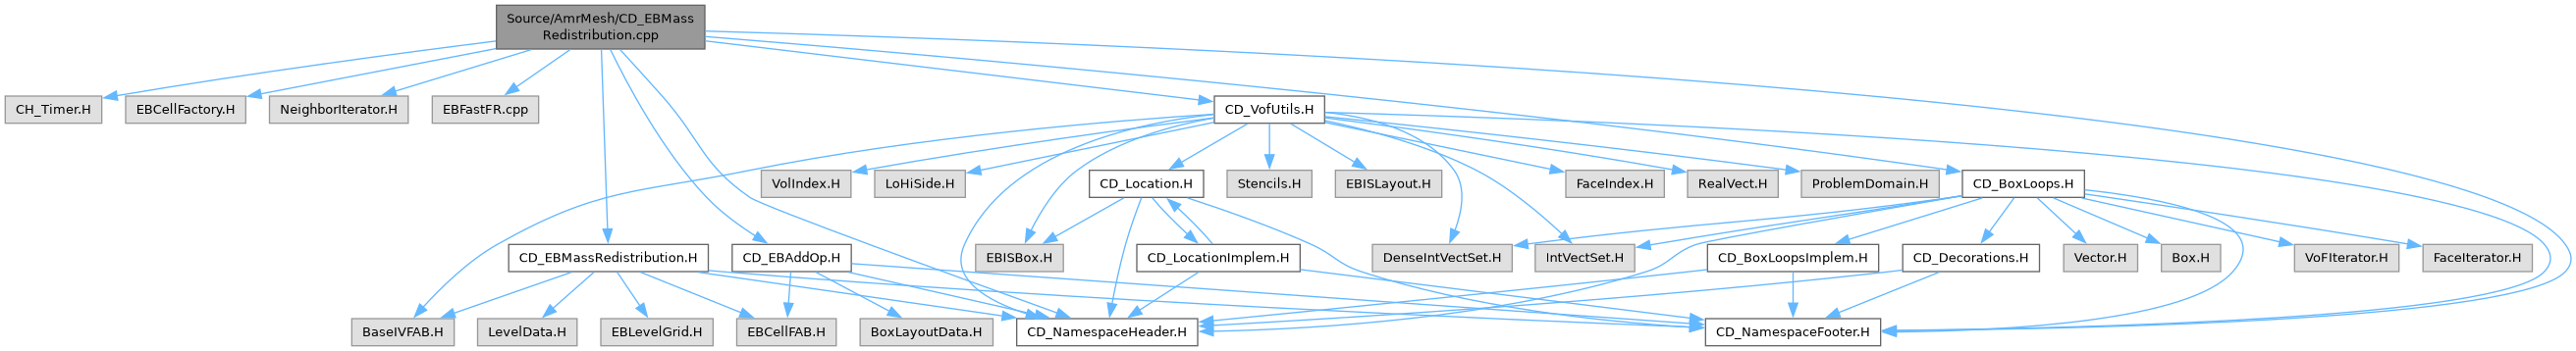 Source/AmrMesh/CD_EBMass
Redistribution.cpp
CH_Timer.H
EBCellFactory.H
NeighborIterator.H
EBFastFR.cpp
CD_VofUtils.H
VolIndex.H
LoHiSide.H
CD_Location.H
Stencils.H
EBISLayout.H
FaceIndex.H
RealVect.H
ProblemDomain.H
CD_BoxLoops.H
CD_EBMassRedistribution.H
CD_EBAddOp.H
EBISBox.H
CD_LocationImplem.H
DenseIntVectSet.H
IntVectSet.H
CD_BoxLoopsImplem.H
CD_Decorations.H
Vector.H
Box.H
VoFIterator.H
FaceIterator.H
BaseIVFAB.H
LevelData.H
EBLevelGrid.H
EBCellFAB.H
BoxLayoutData.H
CD_NamespaceHeader.H
CD_NamespaceFooter.H